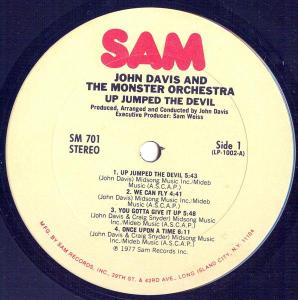 SAM
JOHN DAVIS AND
THE MONSTER ORCHESTRA
UP JUMPED THE DEVIL
Produced, Arranged and Conducted by John Davis
Executive Producer: Sam Weiss
SM 701
STEREO
Side 1
(LP-1002-A)
1. UP JUMPED THE DEVIL 5:43
(John Davis) Midsong Music Inc./Mideb
Music (A.S.C.A.P.)
2. WE CAN FLY 4:41
(John Davis) Midsong Music Inc./Mideb
Music (A.S.C.A.P.)
3. YOU GOTTA GIVE IT UP 5:48
(John Davis & Craig Snyder) Midsong Music
Inc./Mideb Music (A.S.C.A.P.)
4. ONCE UPON A TIME 6:11
(John Davis & Craig Snyder) Midsong Music
Inc./Mideb Music (A.S.C.A.P.)
℗ 1977 Sam Records Inc.
MFG. BY SAM RECORDS, INC., 39TH ST. & 43RD AVE., LONG ISLAND CITY, N.Y. 11104